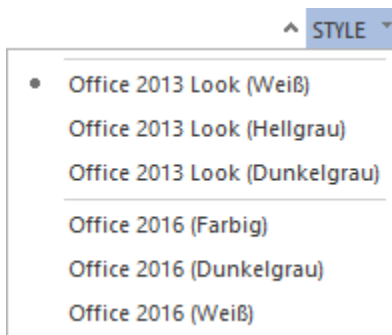 STYLE
Office 2013 Look (Weiß)
Office 2013 Look (Hellgrau)
Office 2013 Look (Dunkelgrau)
Office 2016 (Farbig)
Office 2016 (Dunkelgrau)
Office 2016 (Weiß)